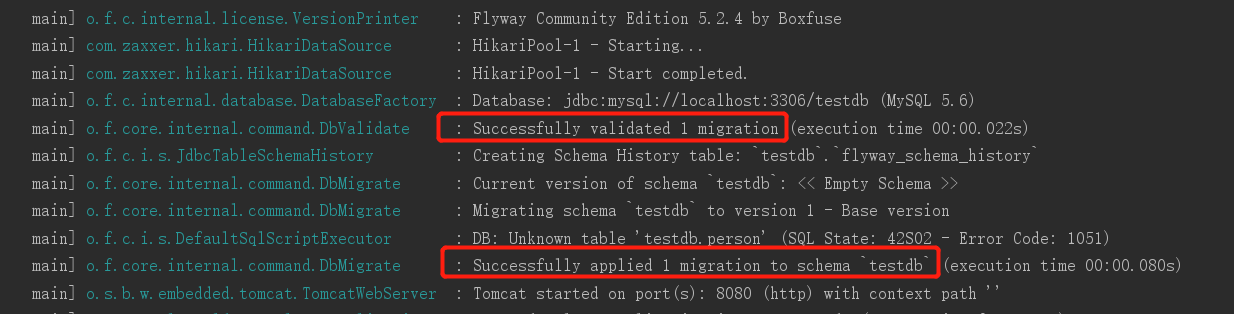 main] o.f.c.internal.license.VersionPrinter : Flyway Community Edition 5.2.4 by Boxfuse
main] com.zaxxer.hikari.HikariDataSource : HikariPool-1 - Starting...
main] com.zaxxer.hikari.HikariDataSource : HikariPool-1 - Start completed.
main] o.f.c.internal.database.DatabaseFactory : Database: jdbc:mysql://localhost:3306/testdb (MySQL 5.6)
main] o.f.core.internal.command.DbValidate : Successfully validated 1 migration (execution time 00:00.022s)
main] o.f.c.i.s.JdbcTableSchemaHistory : Creating Schema History table: `testdb`.`flyway_schema_history`
main] o.f.core.internal.command.DbMigrate : Current version of schema `testdb`: << Empty Schema >>
main] o.f.core.internal.command.DbMigrate : Migrating schema `testdb` to version 1 - Base version
main] o.f.c.i.s.DefaultSqlScriptExecutor : DB: Unknown table 'testdb.person' (SQL State: 42S02 - Error Code: 1051)
main] o.f.core.internal.command.DbMigrate : Successfully applied 1 migration to schema `testdb` (execution time 00:00.080s)
main] o.s.b.w.embedded.tomcat.TomcatWebServer : Tomcat started on port(s): 8080 (http) with context path ''